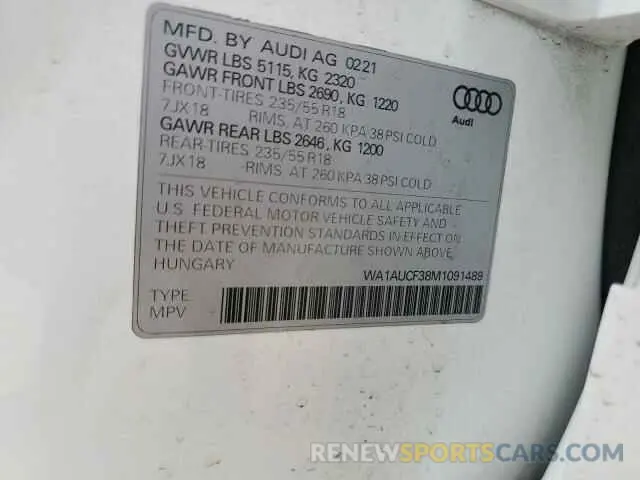 MFD. BY AUDI AG 02 21
GVWR LBS 5115, KG 2320
GAWR FRONT LBS 2690, KG 1220
FRONT-TIRES 235/55 R18
7JX18 RIMS, AT 260 KPA 38 PSI COLD
GAWR REAR LBS 2646, KG 1200
REAR-TIRES 235/55 R18
7JX18 RIMS AT 260 KPA 38 PSI COLD
Audi
THIS VEHICLE CONFORMS TO ALL APPLICABLE
U.S. FEDERAL MOTOR VEHICLE SAFETY AND
THEFT PREVENTION STANDARDS IN EFFECT ON
THE DATE OF MANUFACTURE SHOWN ABOVE
HUNGARY
WA1AUCF38M1091488
TYPE:
MPV
RENEWSPORTSCARS.COM